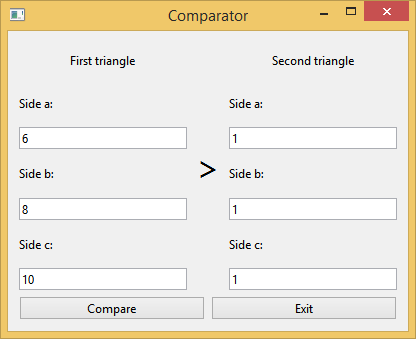 Comparator
First triangle Second triangle
Side a: Side a:
6 1
Side b: Side b:
>
8 1
Side c: Side c:
10 1
Compare Exit